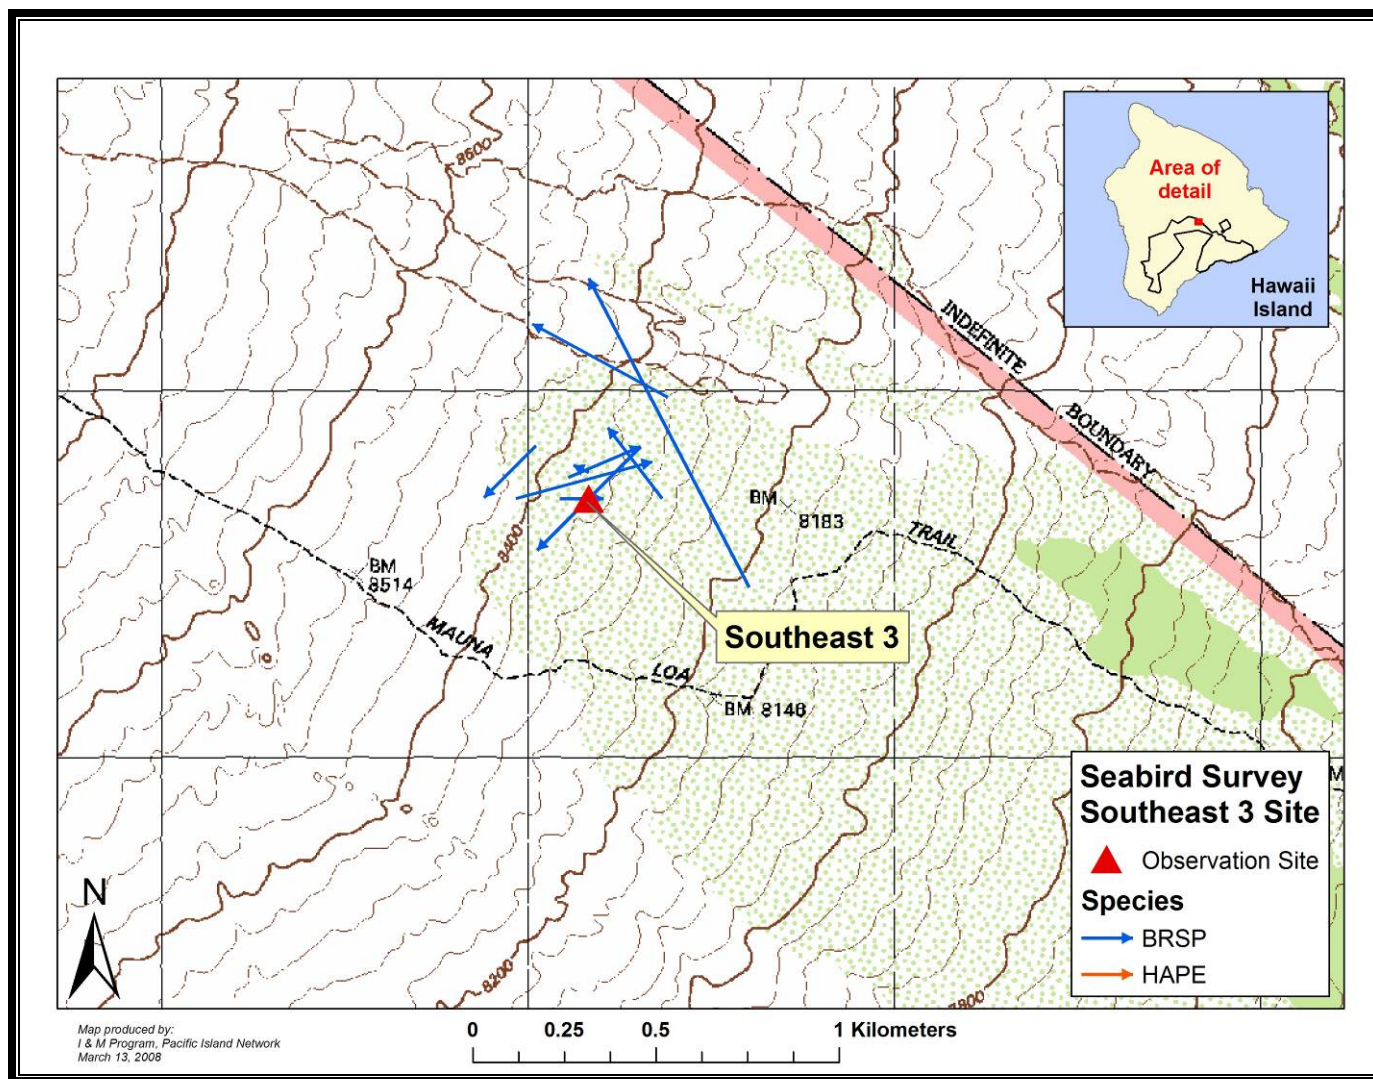 8600
Area of
detail
Hawaii
Island
INDEFINITE
BOUNDARY
BM
8183
TRAIL
8400
BM
8514
MAUNA
LOA
Southeast 3
BM 8140
Seabird Survey
Southeast 3 Site
Observation Site
Species
BRSP
HAPE
M
N
8200
7800
Map produced by:
I & M Program, Pacific Island Network
March 13, 2008
0 0.25 0.5 1 Kilometers